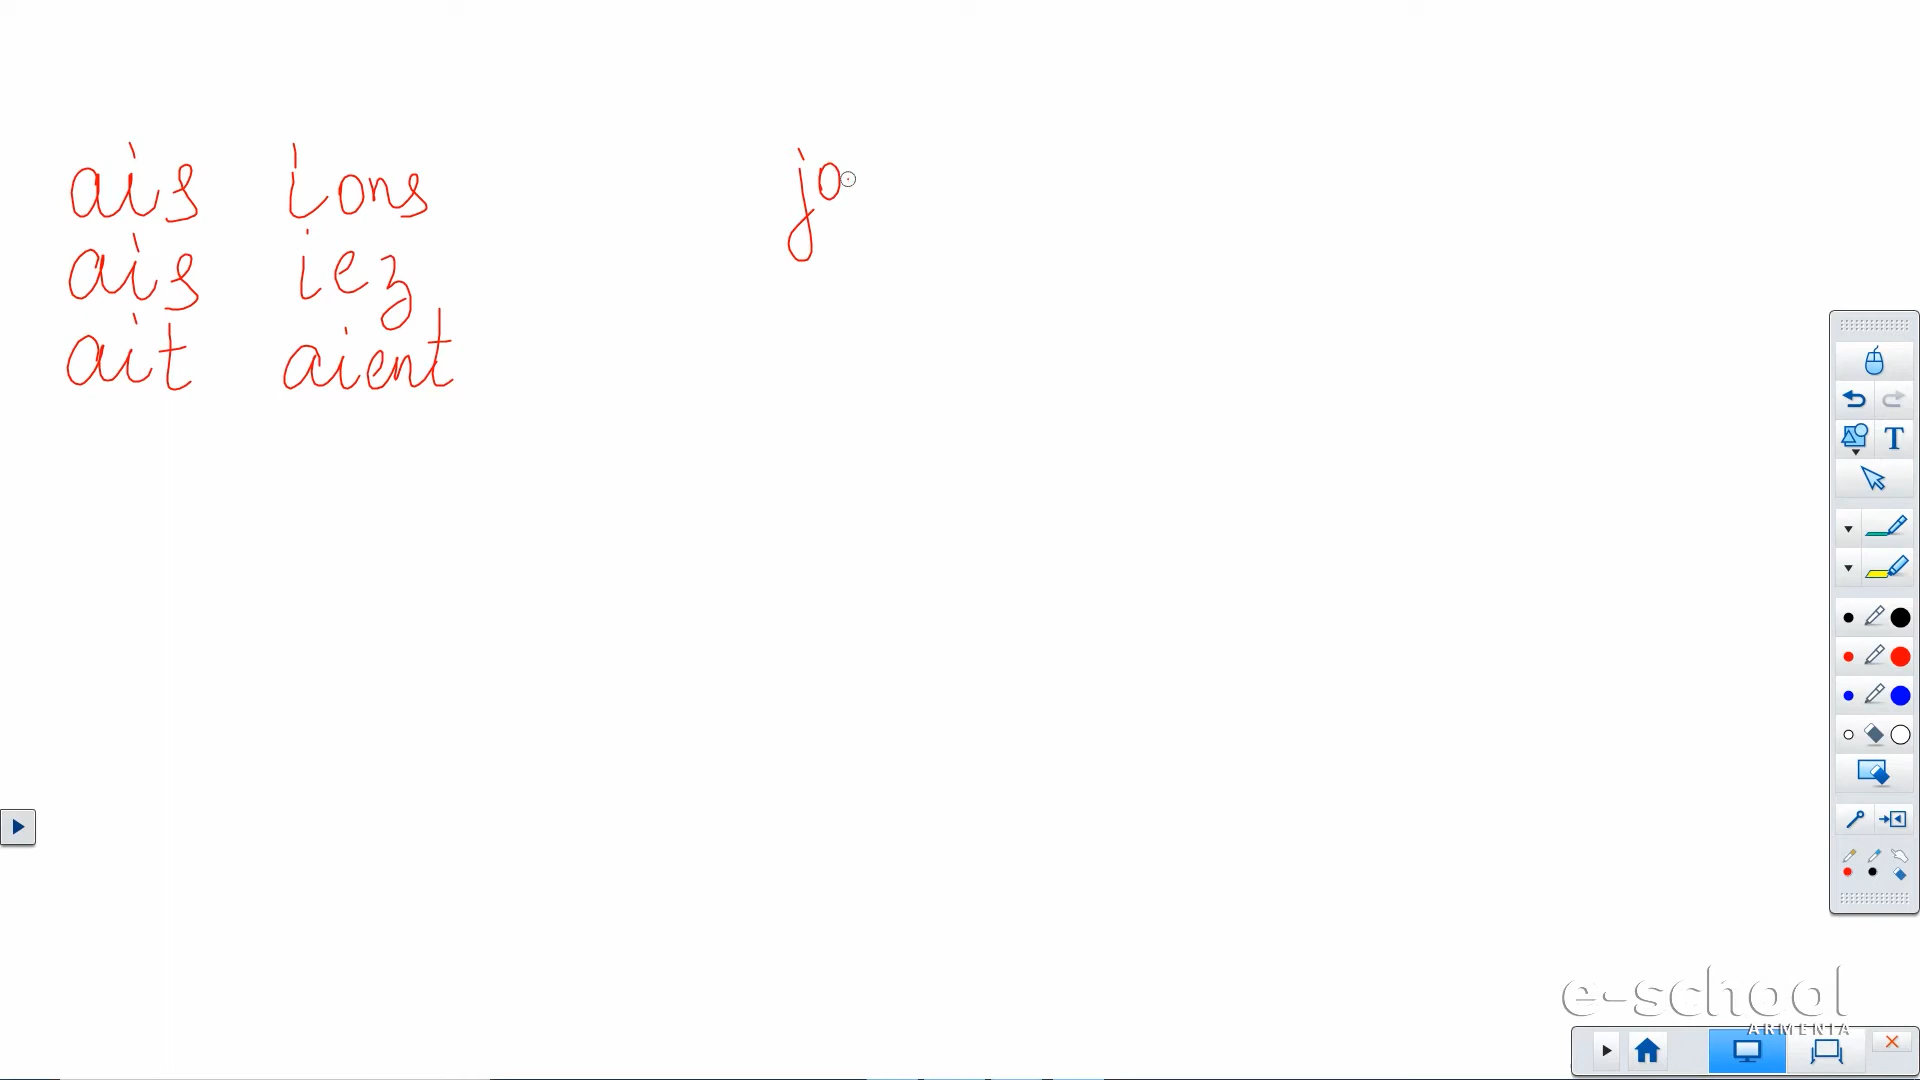 ais ions jo
ais iez
ait aient
T
e-school
ARMENIA